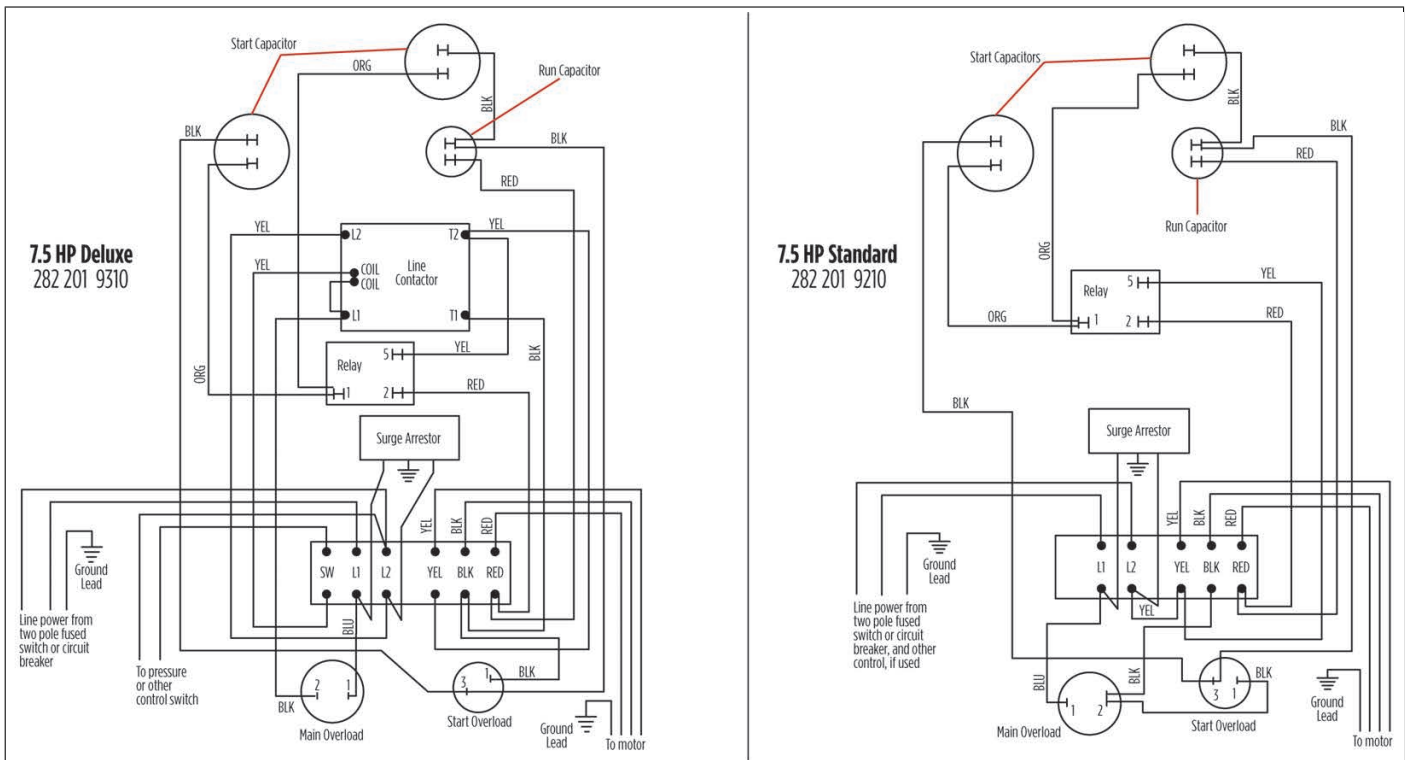 Start Capacitor
ORG
Run Capacitor
BLK
BLK
BLK
RED
7.5 HP Deluxe
282 201 9310
YEL
L2
T2
YEL
YEL
COIL
COIL
Line
Contactor
L1
T1
YEL
BLK
ORG
Relay
5
1
2
RED
Surge Arrestor
YEL
BLK
RED
SW
L1
L2
YEL
BLK
RED
Ground
Lead
Line power from
two pole fused
switch or circuit
breaker
To pressure
or other
control switch
BLU
2
1
BLK
Main Overload
3
1
BLK
Start Overload
Ground
Lead
To motor
Start Capacitors
BLK
BLK
BLK
RED
Run Capacitor
7.5 HP Standard
282 201 9210
ORG
ORG
Relay
5
1
2
YEL
RED
BLK
Surge Arrestor
YEL
BLK
RED
L1
L2
YEL
BLK
RED
YEL
Ground
Lead
Line power from
two pole fused
switch or circuit
breaker, and other
control, if used
BLU
1
2
BLK
Main Overload
3
1
BLK
Start Overload
Ground
Lead
To motor